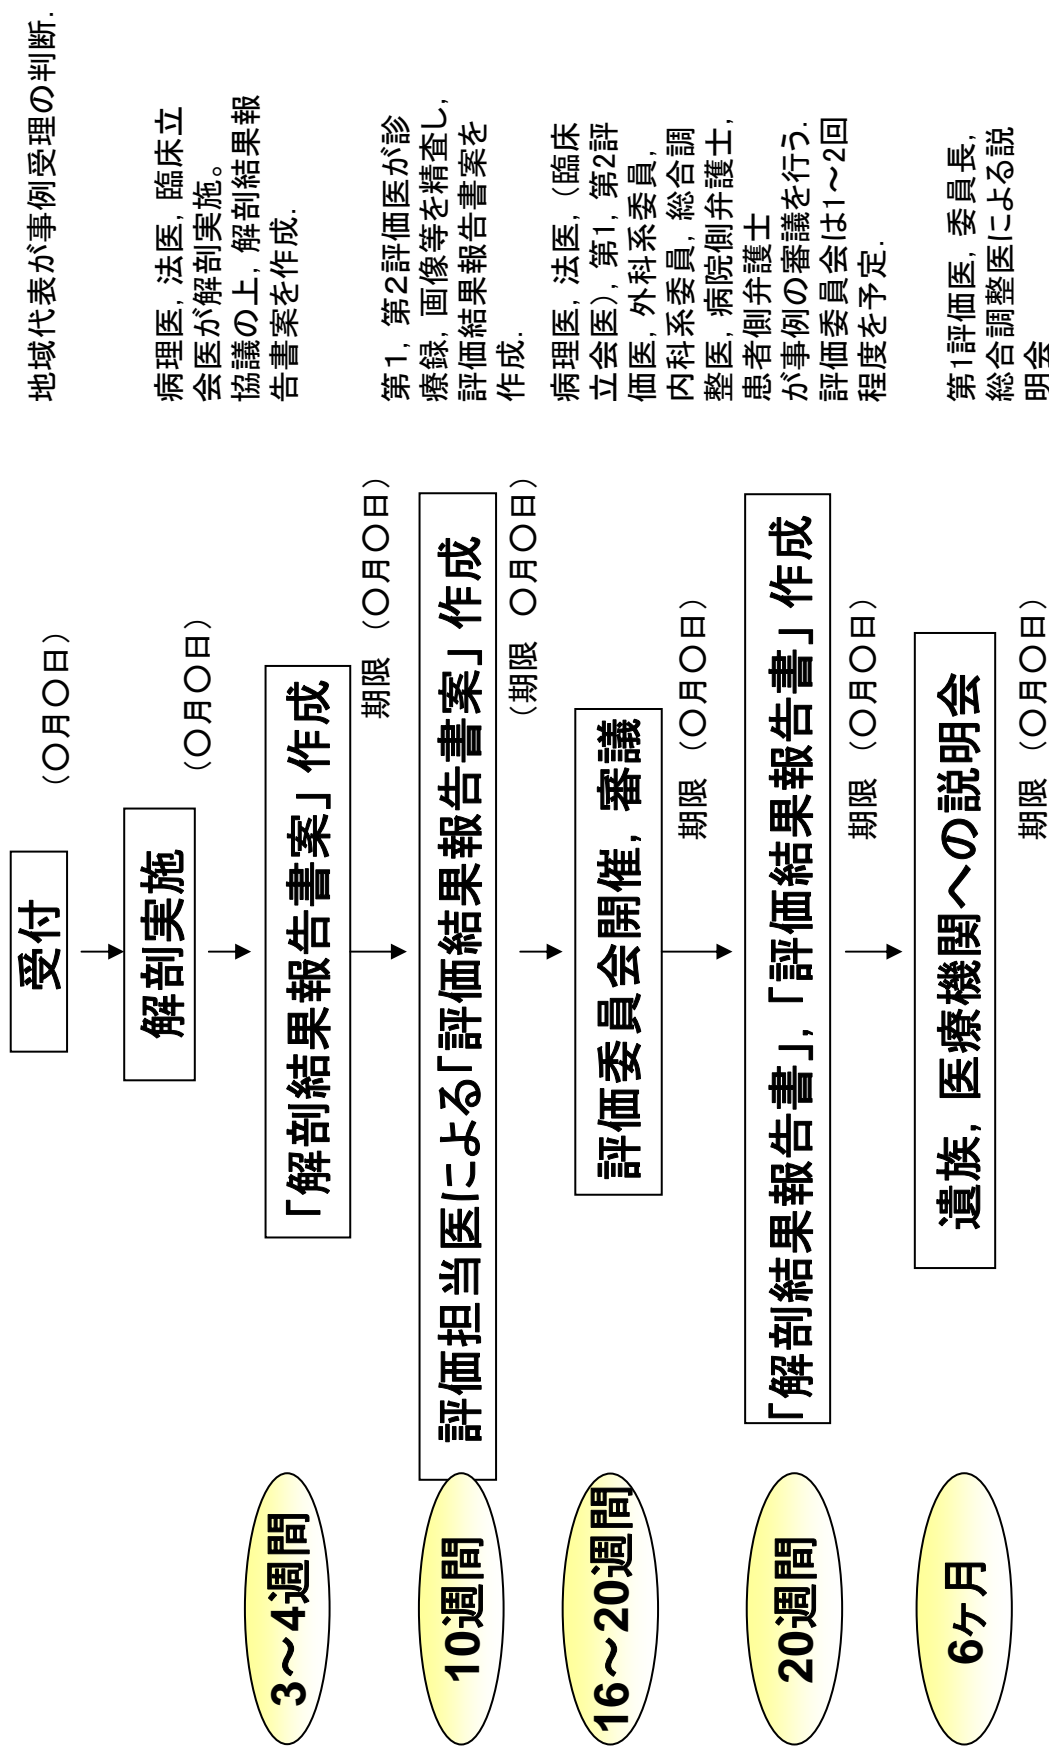 受付
（〇月〇日）
地域代表が事例受理の判断.
解剖実施
（〇月〇日）
病理医, 法医, 臨床立
会医が解剖実施。
協議の上, 解剖結果報
告書案を作成.
3～4週間
「解剖結果報告書案」作成
期限 （〇月〇日）
10週間
評価担当医による「評価結果報告書案」作成
（期限 〇月〇日）
第１, 第２評価医が診
療録, 画像等を精査し,
評価結果報告書案を
作成.
16～20週間
評価委員会開催, 審議
期限 （〇月〇日）
病理医, 法医, （臨床
立会医）, 第1, 第2評
価医, 外科系委員,
内科系委員, 総合調
整医, 病院側弁護士,
患者側弁護士
が事例の審議を行う.
評価委員会は1～2回
程度を予定.
20週間
「解剖結果報告書」, 「評価結果報告書」作成
期限 （〇月〇日）
6ヶ月
遺族, 医療機関への説明会
期限 （〇月〇日）
第1評価医, 委員長,
総合調整医による説
明会